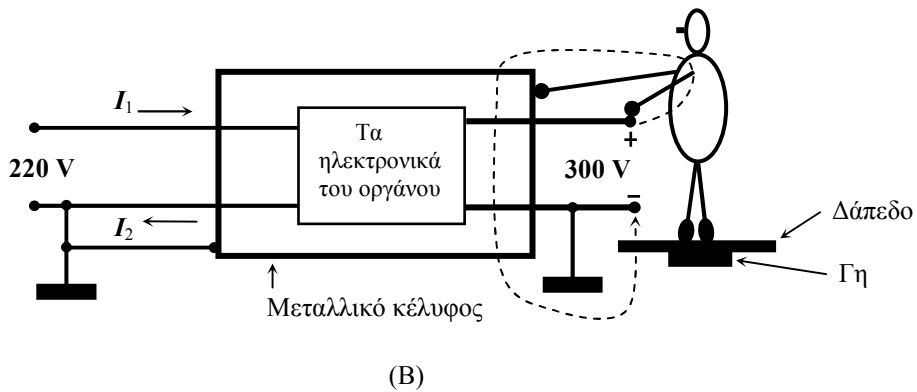 I₁
Τα
ηλεκτρονικά
του οργάνου
+
220 V
300 V
-
I₂
Δάπεδο
Γη
Μεταλλικό κέλυφος
(B)